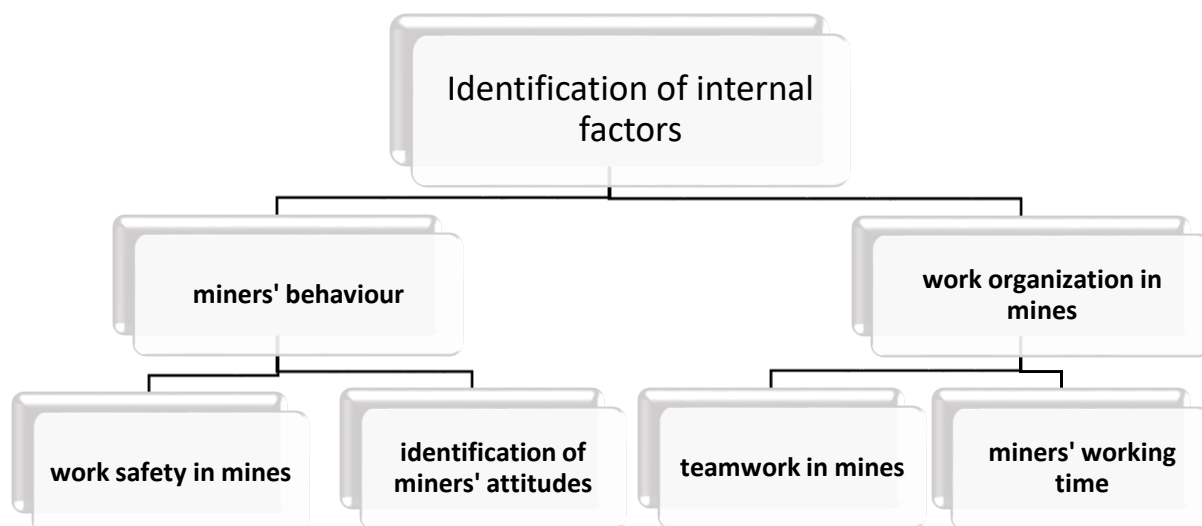 Identification of internal
factors
miners' behaviour
work organization in
mines
work safety in mines
identification of
miners' attitudes
teamwork in mines
miners' working
time